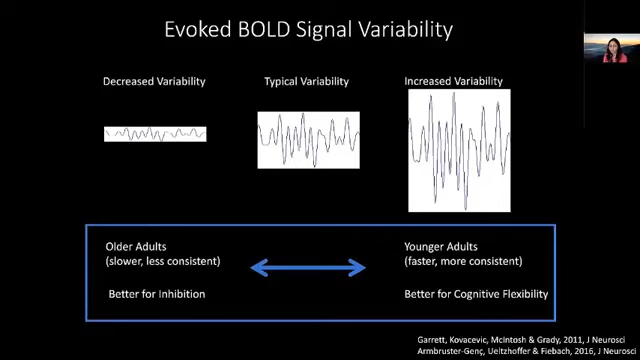 Evoked BOLD Signal Variability
Decreased Variability
Typical Variability
Increased Variability
Older Adults
(slower, less consistent)
Younger Adults
(faster, more consistent)
Better for Inhibition
Better for Cognitive Flexibility
Garrett, Kovacevic, McIntosh & Grady, 2011, J Neurosci
Armbruster-Genç, Ueltzhoffer & Fiebach, 2016, J Neurosci